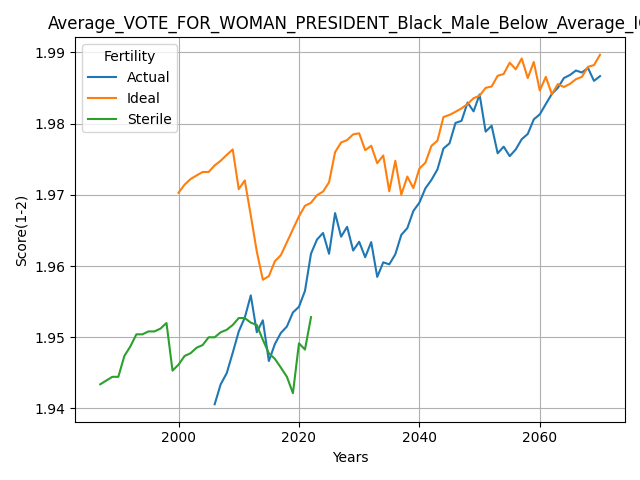 Average_VOTE_FOR_WOMAN_PRESIDENT_Black_Male_Below_Average_I
1.99
Fertility
Actual
Ideal
Sterile
1.98
1.97
1.96
1.95
1.94
Score(1-2)
2000 2020 2040 2060
Years